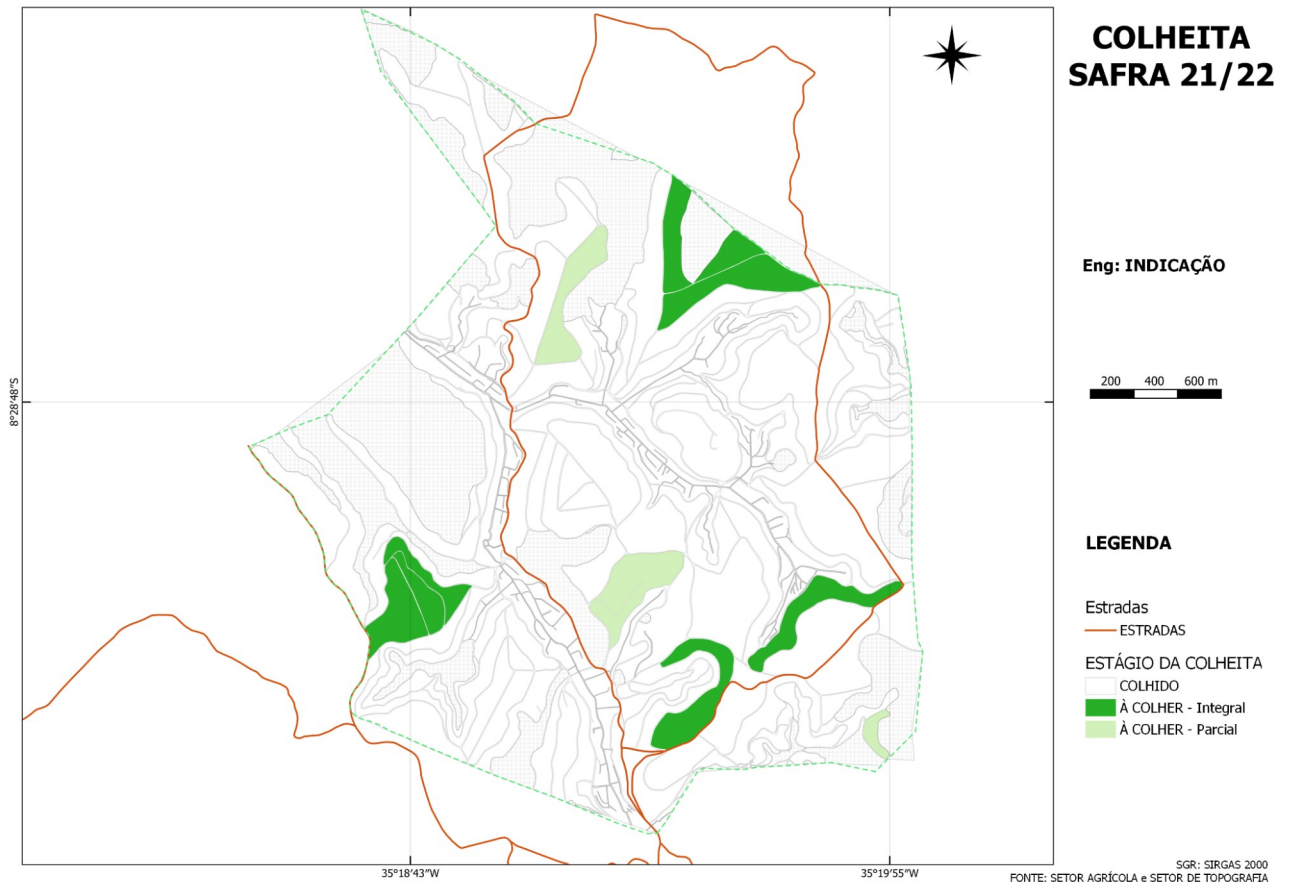 COLHEITA
SAFRA 21/22
Eng: INDICAÇÃO
200 400 600 m
8°28'48"S
LEGENDA
Estradas
ESTRADAS
ESTÁGIO DA COLHEITA
COLHIDO
À COLHER - Integral
À COLHER - Parcial
35°18'43"W 35°19'55"W
SGR: SIRGAS 2000
FONTE: SETOR AGRÍCOLA e SETOR DE TOPOGRAFIA